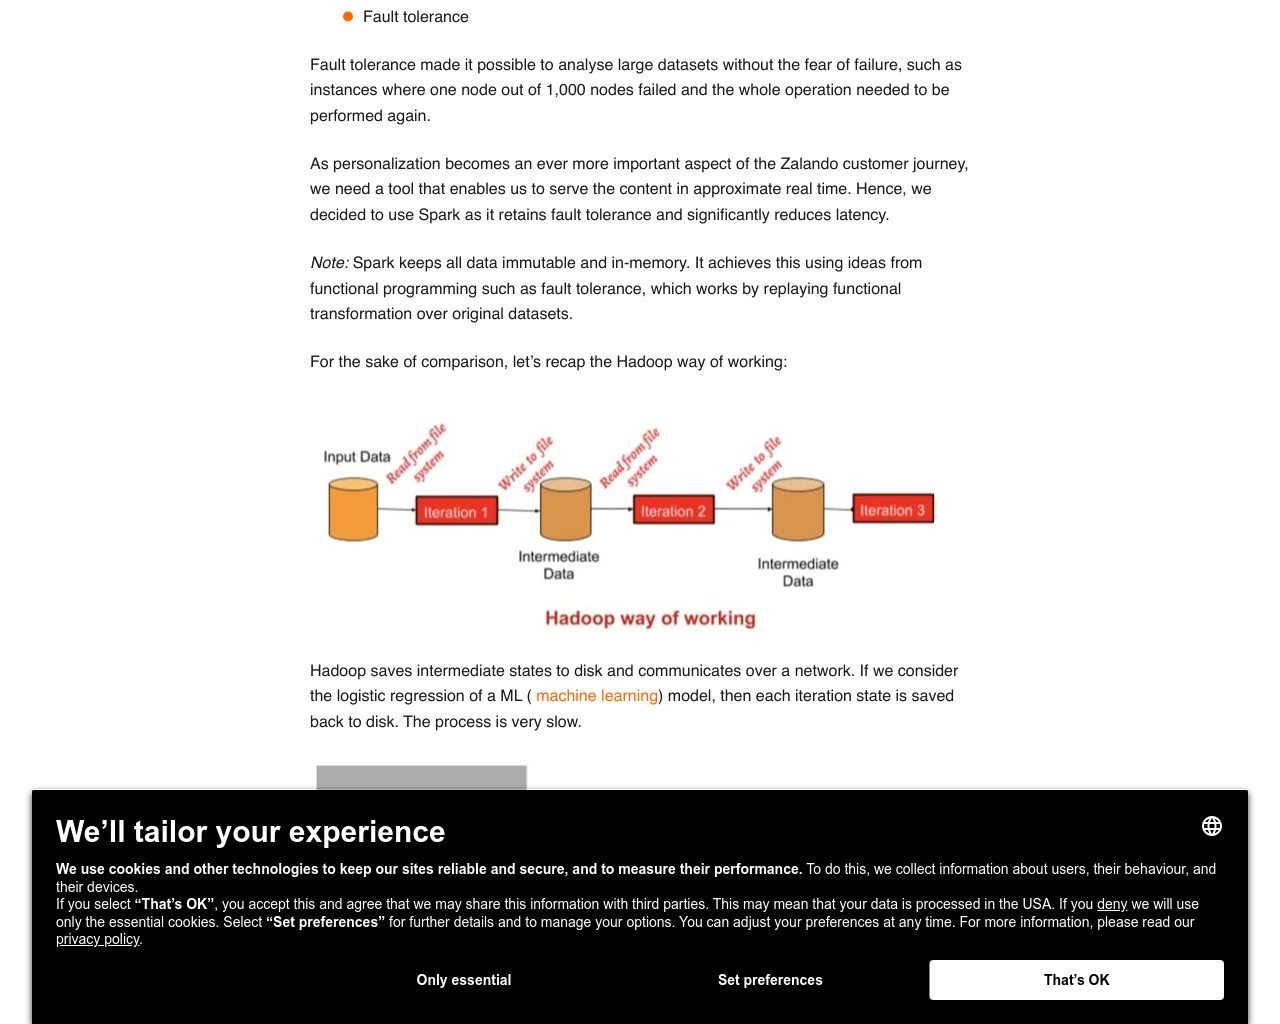 Fault tolerance
Fault tolerance made it possible to analyse large datasets without the fear of failure, such as
instances where one node out of 1,000 nodes failed and the whole operation needed to be
performed again.
As personalization becomes an ever more important aspect of the Zalando customer journey,
we need a tool that enables us to serve the content in approximate real time. Hence, we
decided to use Spark as it retains fault tolerance and significantly reduces latency.
Note: Spark keeps all data immutable and in-memory. It achieves this using ideas from
functional programming such as fault tolerance, which works by replaying functional
transformation over original datasets.
For the sake of comparison, let’s recap the Hadoop way of working:
Input Data
Read from file
system
Write to file
system
Read from file
system
Write to file
system
Iteration 1
Iteration 2
Iteration 3
Intermediate
Data
Intermediate
Data
Hadoop way of working
Hadoop saves intermediate states to disk and communicates over a network. If we consider
the logistic regression of a ML ( machine learning) model, then each iteration state is saved
back to disk. The process is very slow.
We’ll tailor your experience
We use cookies and other technologies to keep our sites reliable and secure, and to measure their performance. To do this, we collect information about users, their behaviour, and
their devices.
If you select “That’s OK”, you accept this and agree that we may share this information with third parties. This may mean that your data is processed in the USA. If you deny we will use
only the essential cookies. Select “Set preferences” for further details and to manage your options. You can adjust your preferences at any time. For more information, please read our
privacy policy.
Only essential
Set preferences
That’s OK